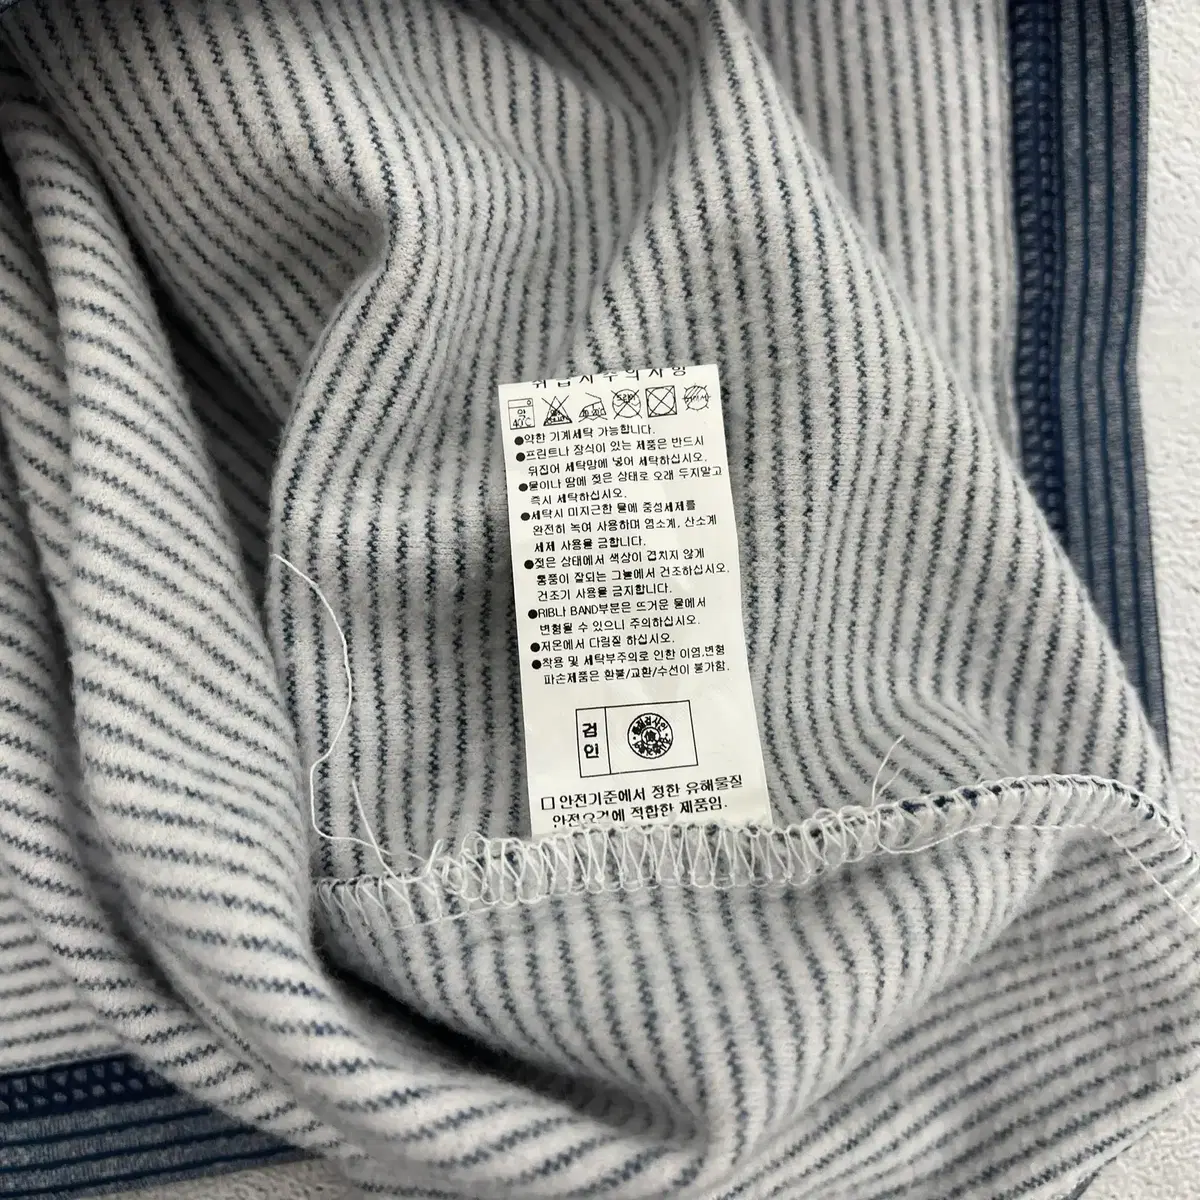 취급시주의사항
약
40℃
●약한 기계세탁 가능합니다.
●프린트나 장식이 있는 제품은 반드시
뒤집어 세탁망에 넣어 세탁하십시오.
●물이나 땀에 젖은 상태로 오래 두지말고
즉시 세탁하십시오.
●세탁시 미지근한 물에 중성세제를
완전히 녹여 사용하며 염소계, 산소계
세제 사용을 금합니다.
●젖은 상태에서 색상이 겹치지 않게
통풍이 잘되는 그늘에서 건조하십시오.
건조기 사용을 금지합니다.
●RIB나 BAND부분은 뜨거운 물에서
변형될 수 있으니 주의하십시오.
●저온에서 다림질 하십시오.
●착용 및 세탁부주의로 인한 이염.변형
파손제품은 환불/교환/수선이 불가함.
검인
□ 안전기준에서 정한 유해물질
안전요건에 적합한 제품임.